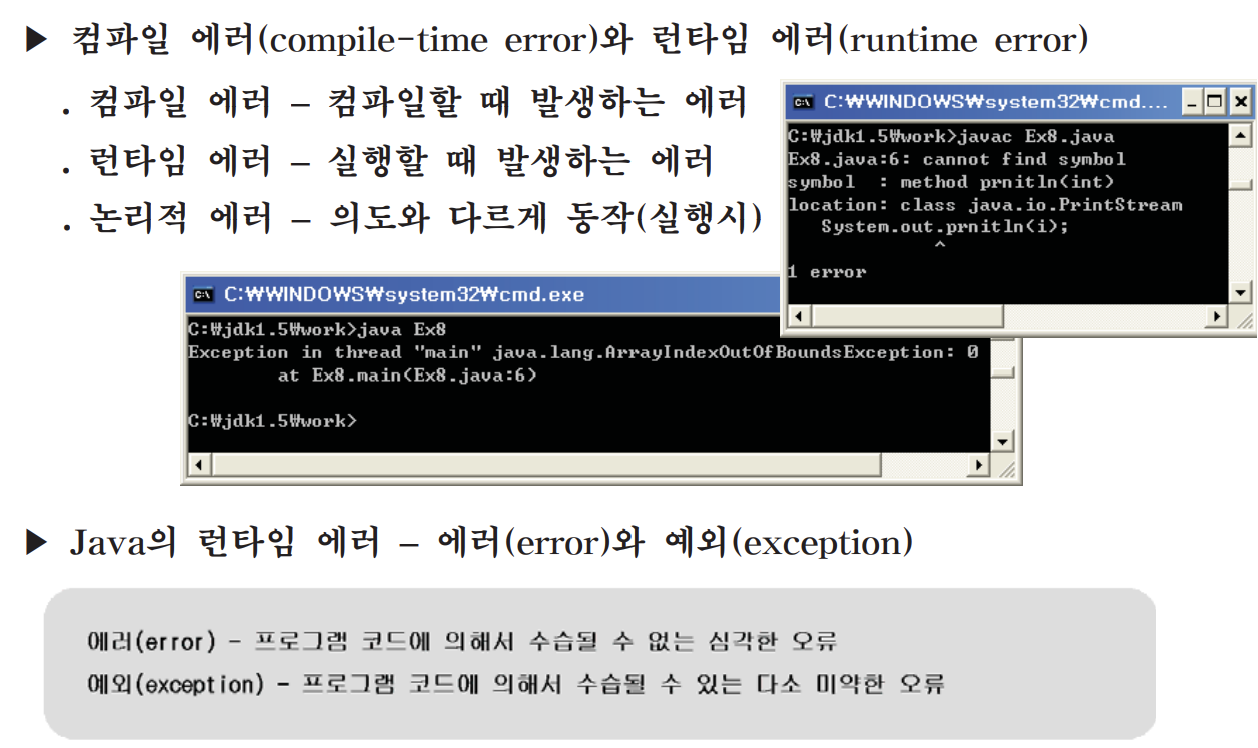 ▶ 컴파일 에러(compile-time error)와 런타임 에러(runtime error)
. 컴파일 에러 – 컴파일할 때 발생하는 에러
. 런타임 에러 – 실행할 때 발생하는 에러
. 논리적 에러 – 의도와 다르게 동작(실행시)
C:₩WINDOWS₩system32₩cmd....
C:₩jdk1.5₩work>javac Ex8.java
Ex8.java:6: cannot find symbol
symbol  : method prnitln(int)
location: class java.io.PrintStream
System.out.prnitln(i);
^
1 error
C:₩WINDOWS₩system32₩cmd.exe
C:₩jdk1.5₩work>java Ex8
Exception in thread "main" java.lang.ArrayIndexOutOfBoundsException: 0
at Ex8.main(Ex8.java:6)
C:₩jdk1.5₩work>
▶ Java의 런타임 에러 – 에러(error)와 예외(exception)
에러(error) - 프로그램 코드에 의해서 수습될 수 없는 심각한 오류
예외(exception) - 프로그램 코드에 의해서 수습될 수 있는 다소 미약한 오류